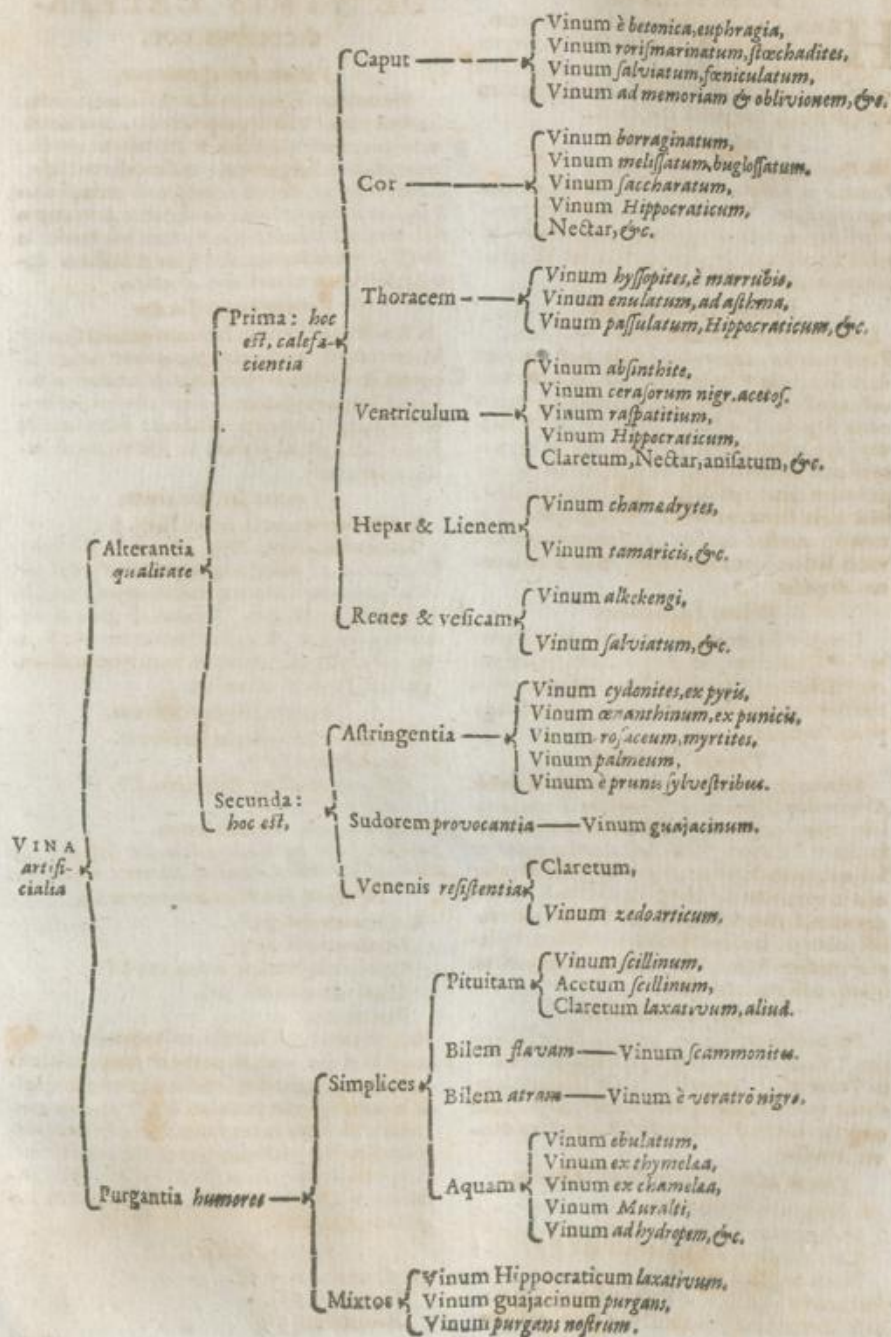 VINA
artifi-
cialia
Alterantia
qualitate
Prima: hoc
est, calefa-
cientia
Caput
Vinum è betonica, euphragia,
Vinum rorismarinatum, stœchadites,
Vinum salviatum, fœniculatum,
Vinum ad memoriam & oblivionem, &c.
Cor
Vinum borraginatum,
Vinum melissatum, buglossatum,
Vinum saccharatum,
Vinum Hippocraticum,
Nectar, &c.
Thoracem
Vinum hyssopites, è marrubio,
Vinum enulatum, ad asthma,
Vinum passulatum, Hippocraticum, &c.
Ventriculum
Vinum absinthite,
Vinum cerasorum nigr. acetos.
Vinum raspatitium,
Vinum Hippocraticum,
Claretum, Nectar, anisatum, &c.
Hepar & Lienem
Vinum chamædrytes,
Vinum tamaricis, &c.
Renes & vesicam
Vinum alkekengi,
Vinum salviatum, &c.
Secunda:
hoc est,
Astringentia
Vinum cydonites, ex pyris,
Vinum œnanthinum, ex punicis,
Vinum rosaceum, myrtites,
Vinum palmeum,
Vinum è prunis sylvestribus.
Sudorem provocantia
Vinum guajacinum.
Venenis resistentia
Claretum,
Vinum zedoarticum.
Purgantia humores
Simplices
Pituitam
Vinum scillinum,
Acetum scillinum,
Claretum laxativum, aliud.
Bilem flavam
Vinum scammonites.
Bilem atram
Vinum è veratro nigro.
Aquam
Vinum ebulatum,
Vinum ex thymelæa,
Vinum ex chamelæa,
Vinum Muralti,
Vinum ad hydropem, &c.
Mixtos
Vinum Hippocraticum laxativum.
Vinum guajacinum purgans,
Vinum purgans nostrum.